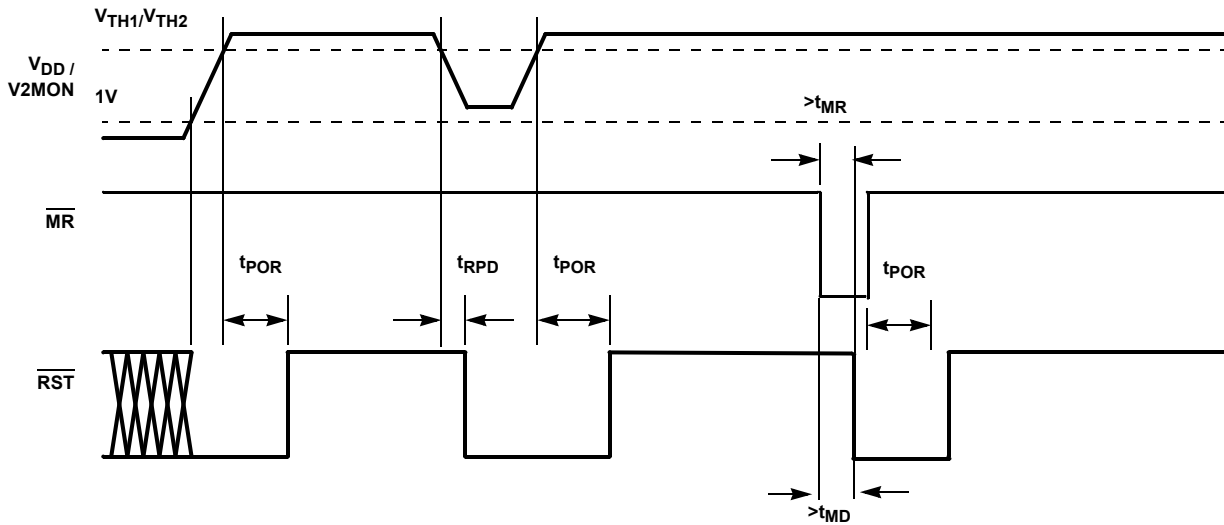 VTH1/VTH2
VDD /
V2MON
1V
>tMR
MR
tPOR
tRPD
tPOR
tPOR
RST
>tMD